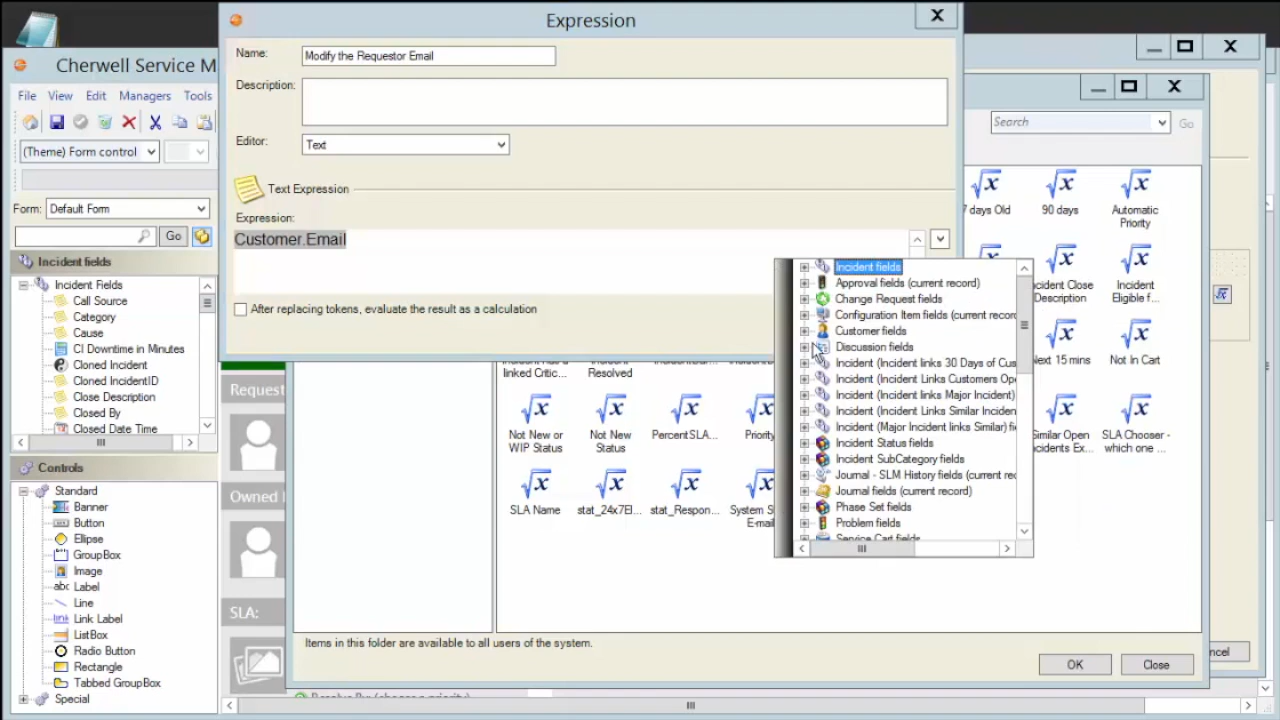 Expression
Name:
Modify the Requestor Email
Description:
Editor:
Text
Text Expression
Expression:
Customer.Email
After replacing tokens, evaluate the result as a calculation
Cherwell Service M
File View Edit Managers Tools
(Theme) Form control
Form: Default Form
Go
Incident fields
Incident Fields
Call Source
Category
Cause
CI Downtime in Minutes
Cloned Incident
Cloned IncidentID
Close Description
Closed By
Closed Date Time
Controls
Standard
Banner
Button
Ellipse
GroupBox
Image
abc Label
Line
Link Label
ListBox
Radio Button
Rectangle
Tabbed GroupBox
Special
Request
Owned
SLA:
Search
Go
7 days Old
90 days
Automatic
Priority
Incident Close
Description
Incident
Eligible f...
Next 15 mins
Not In Cart
linked Critic...
Incident
Resolved
Not New or
WIP Status
Not New
Status
PercentSLA...
Priority
Similar Open
Incidents Ex...
SLA Chooser -
which one ...
SLA Name
stat_24x7El...
stat_Respon...
System S
E-mail
Incident fields
Approval fields (current record)
Change Request fields
Configuration Item fields (current recor
Customer fields
Discussion fields
Incident (Incident links 30 Days of Cus
Incident (Incident Links Customers Ope
Incident (Incident links Major Incident)
Incident (Incident Links Similar Inciden
Incident (Major Incident links Similar) fi
Incident Status fields
Incident SubCategory fields
Journal - SLM History fields (current rec
Journal fields (current record)
Phase Set fields
Problem fields
Service Cart fields
Items in this folder are available to all users of the system.
OK
Close
ncel